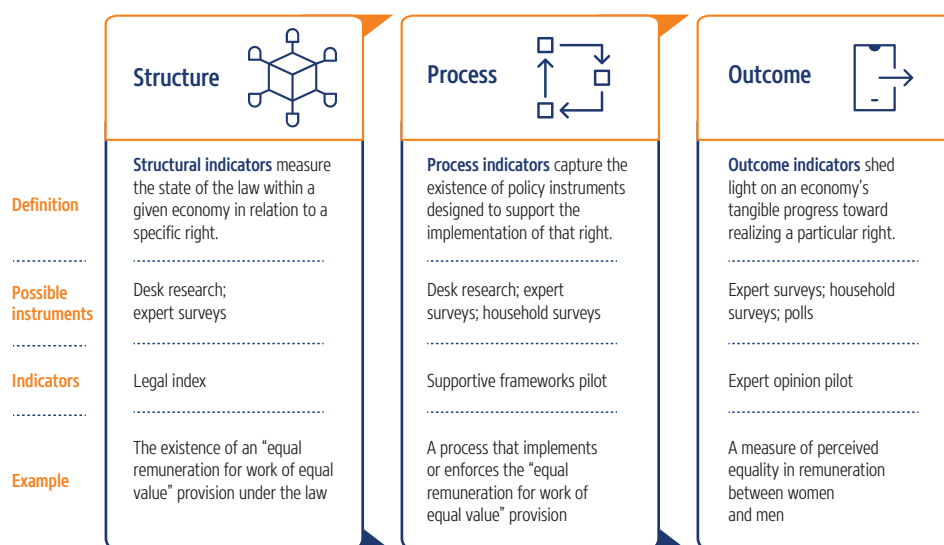 Structure
Process
Outcome
Definition
Structural indicators measure
the state of the law within a
given economy in relation to a
specific right.
Process indicators capture the
existence of policy instruments
designed to support the
implementation of that right.
Outcome indicators shed
light on an economy’s
tangible progress toward
realizing a particular right.
Possible
instruments
Desk research;
expert surveys
Desk research; expert
surveys; household surveys
Expert surveys; household
surveys; polls
Indicators
Legal index
Supportive frameworks pilot
Expert opinion pilot
Example
The existence of an “equal
remuneration for work of equal
value” provision under the law
A process that implements
or enforces the “equal
remuneration for work of
equal value” provision
A measure of perceived
equality in remuneration
between women
and men